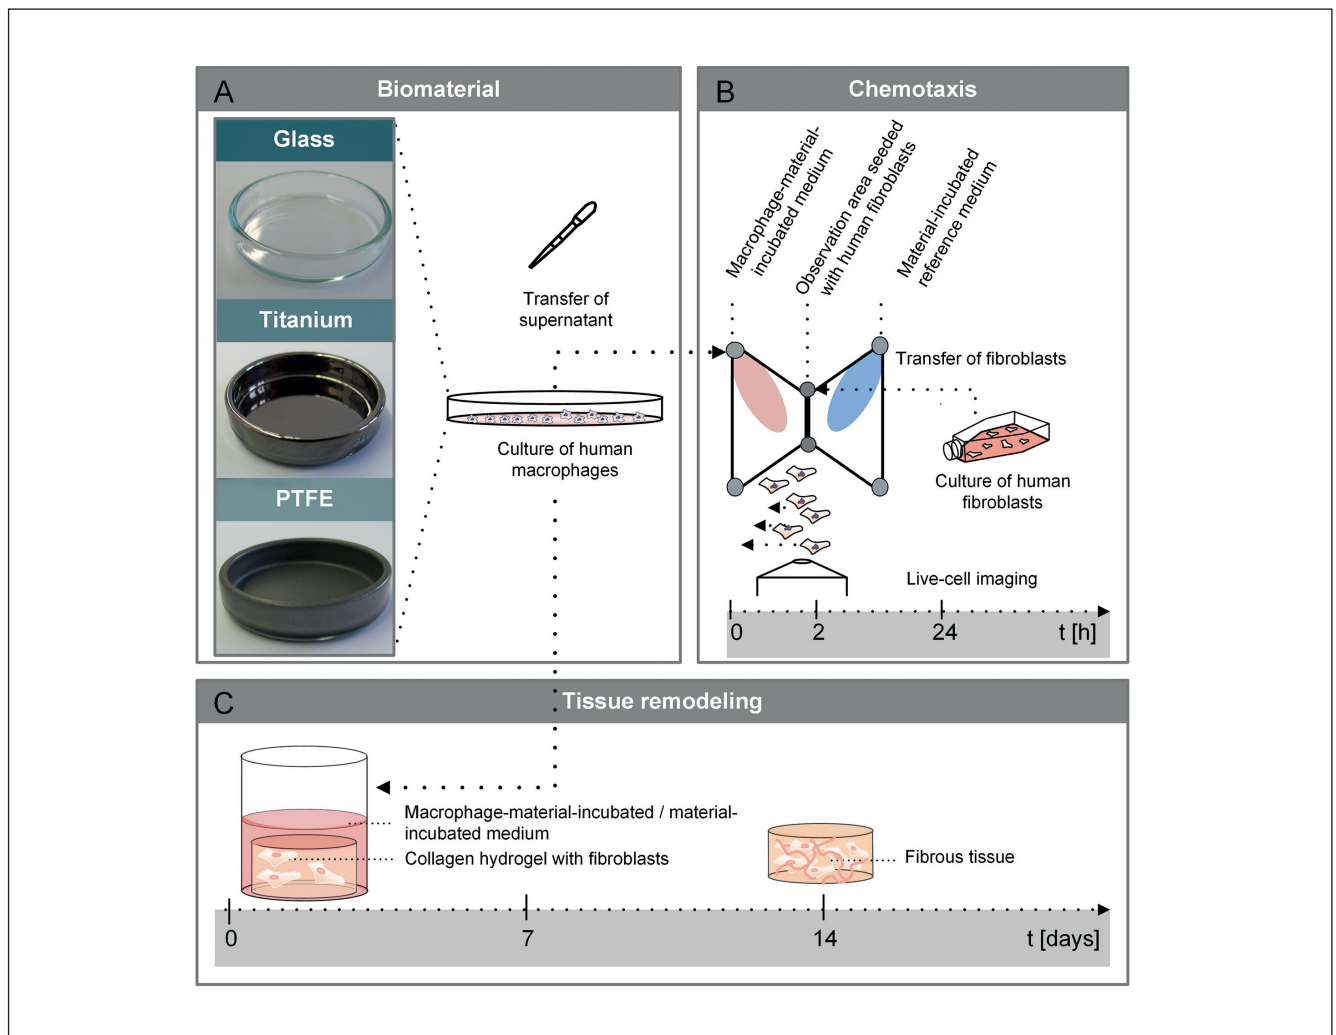 A
Biomaterial
Glass
Titanium
PTFE
Transfer of
supernatant
Culture of human
macrophages
B
Chemotaxis
Macrophage-material-
incubated medium
Observation area seeded
with human fibroblasts
Material-incubated
reference medium
Transfer of fibroblasts
Culture of human
fibroblasts
Live-cell imaging
0 2 24 t [h]
C
Tissue remodeling
Macrophage-material-incubated / material-
incubated medium
Collagen hydrogel with fibroblasts
Fibrous tissue
0 7 14 t [days]